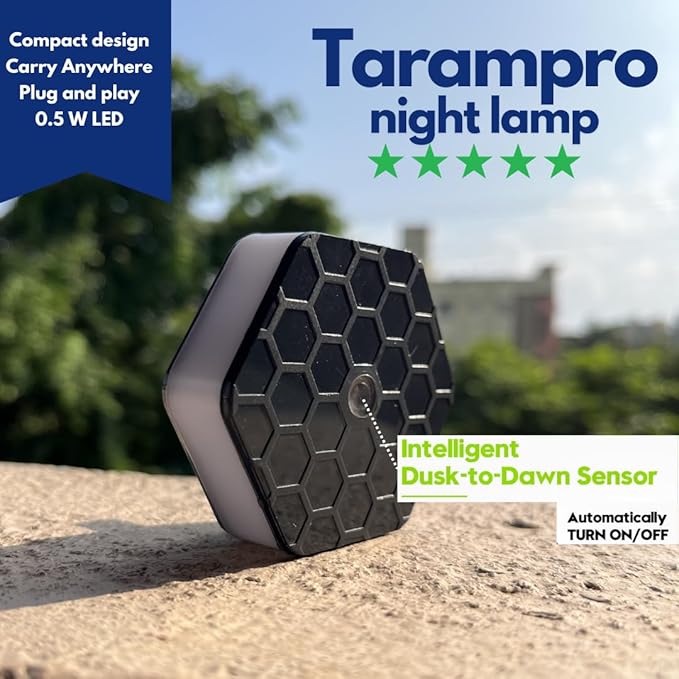 Compact design
Carry Anywhere
Plug and play
0.5 W LED
Tarampro
night lamp
Intelligent
Dusk-to-Dawn Sensor
Automatically
TURN ON/OFF